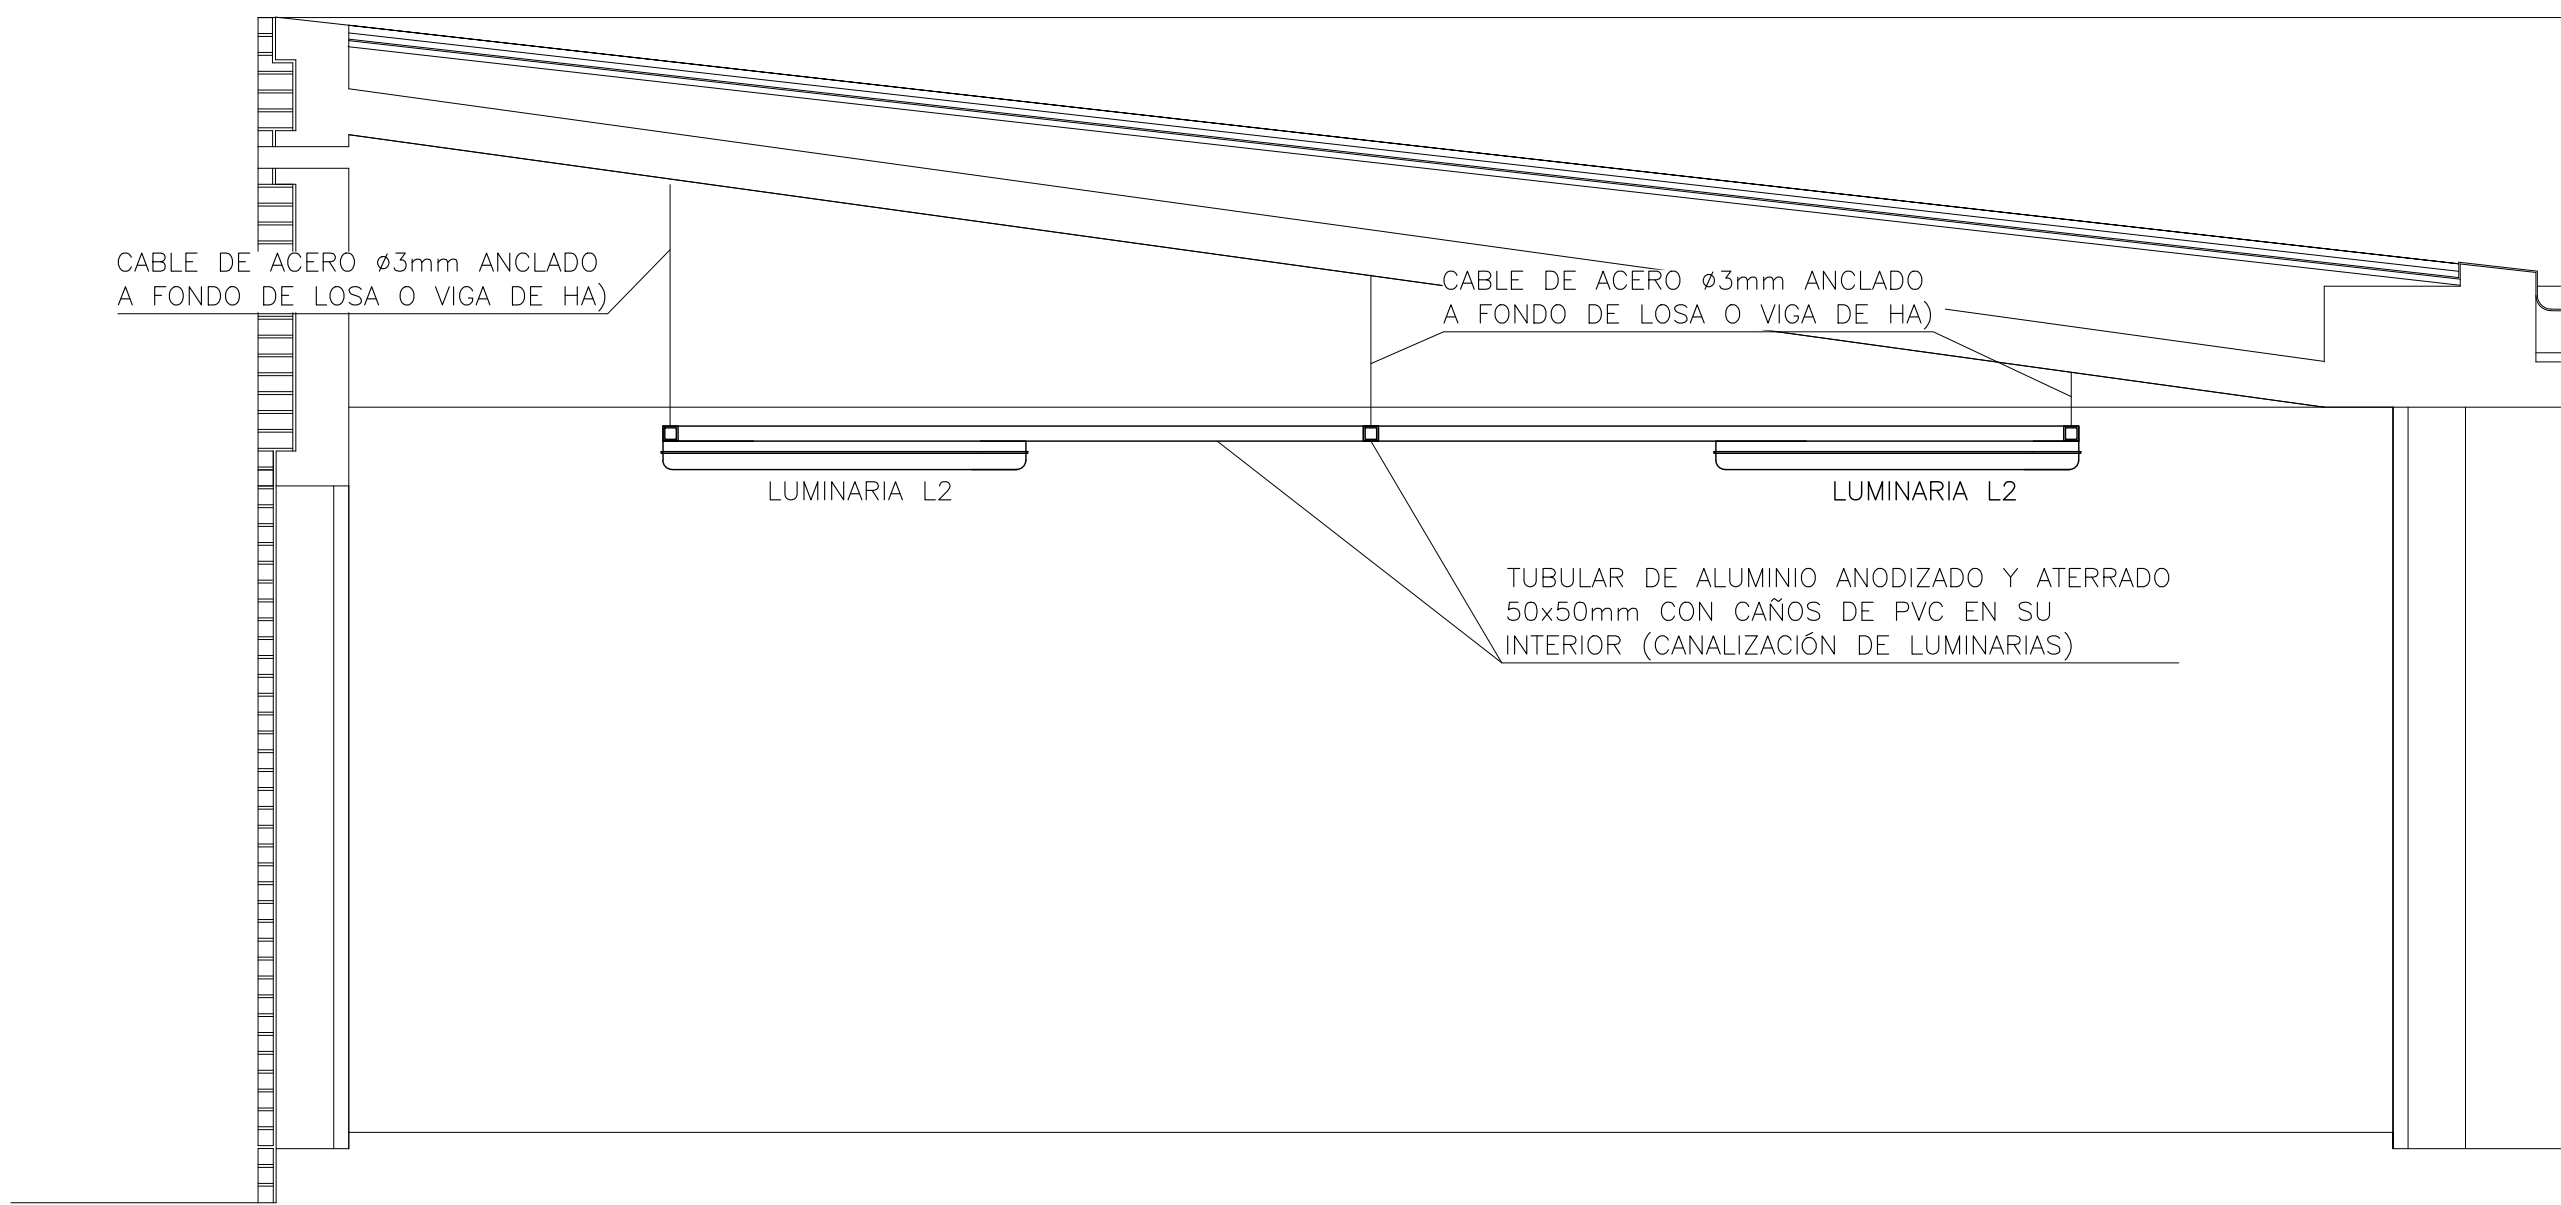 CABLE DE ACERO ø3mm ANCLADO
A FONDO DE LOSA O VIGA DE HA)
CABLE DE ACERO ø3mm ANCLADO
A FONDO DE LOSA O VIGA DE HA)
LUMINARIA L2
LUMINARIA L2
TUBULAR DE ALUMINIO ANODIZADO Y ATERRADO
50x50mm CON CAÑOS DE PVC EN SU
INTERIOR (CANALIZACIÓN DE LUMINARIAS)